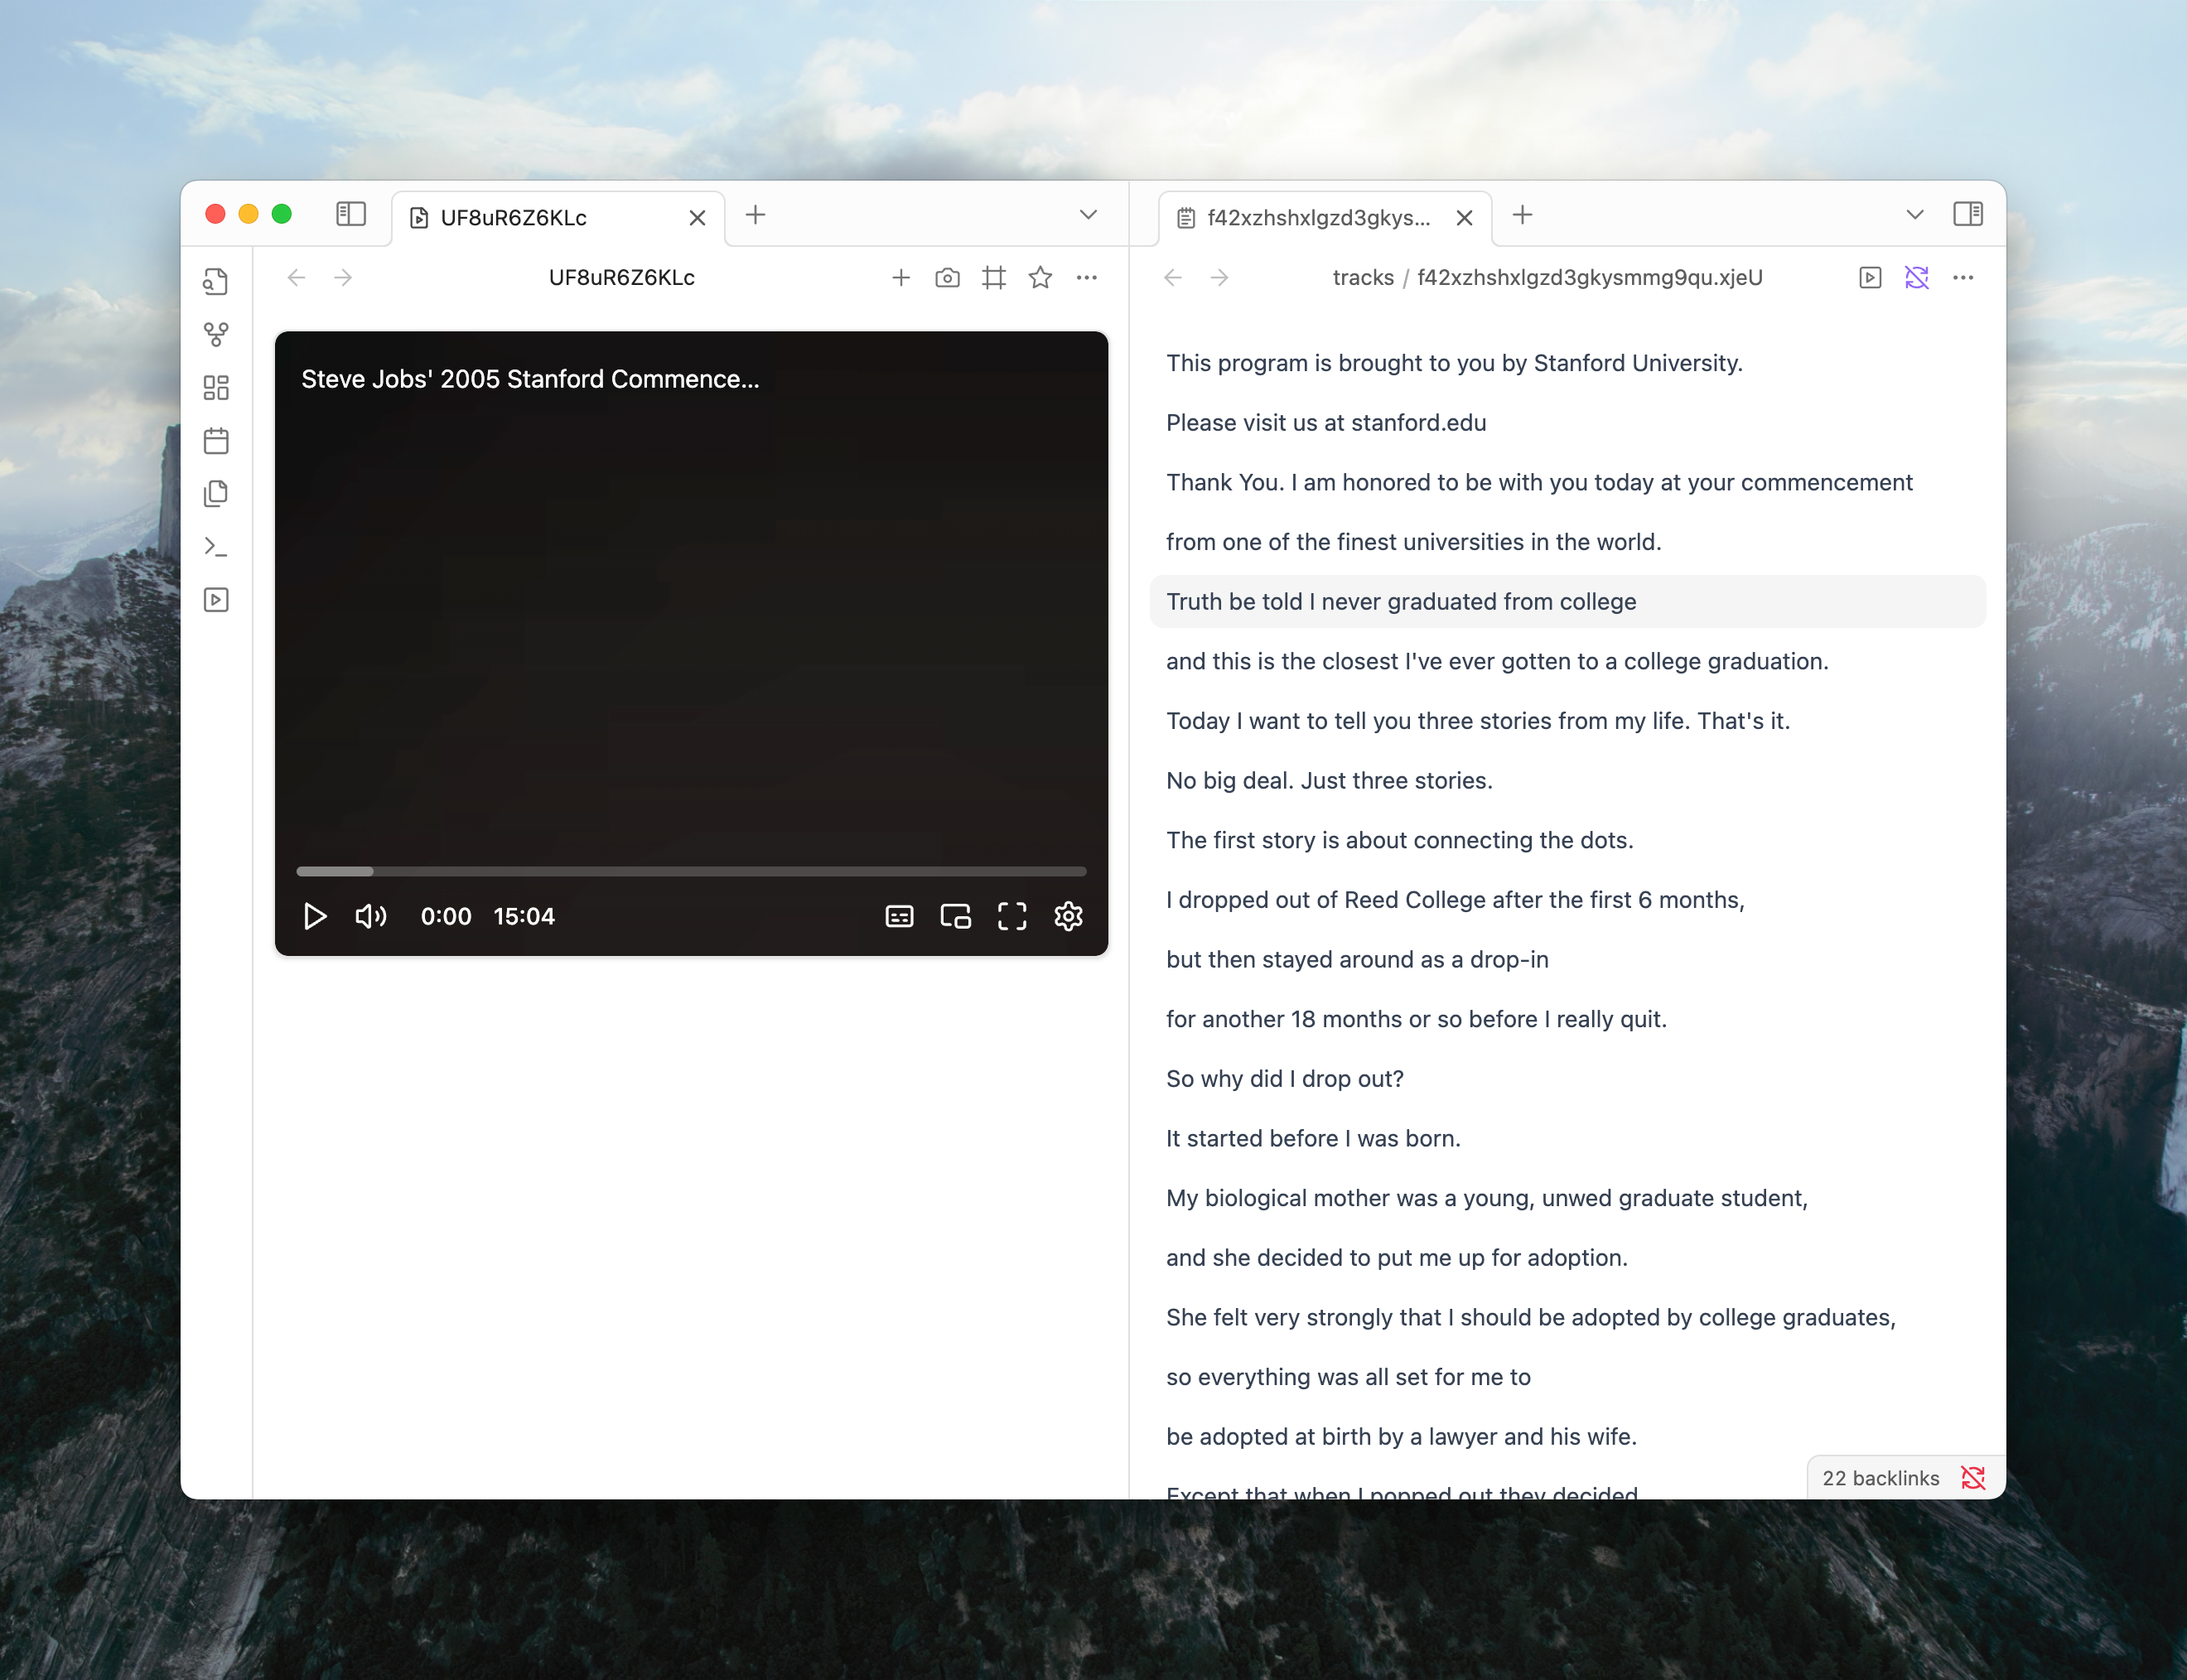 UF8uR6Z6KLc
f42xzhshxlgzd3gkys...
UF8uR6Z6KLc
tracks / f42xzhshxlgzd3gkysmmg9qu.xjeU
Steve Jobs' 2005 Stanford Commence...
0:00 15:04
This program is brought to you by Stanford University.
Please visit us at stanford.edu
Thank You. I am honored to be with you today at your commencement
from one of the finest universities in the world.
Truth be told I never graduated from college
and this is the closest I've ever gotten to a college graduation.
Today I want to tell you three stories from my life. That's it.
No big deal. Just three stories.
The first story is about connecting the dots.
I dropped out of Reed College after the first 6 months,
but then stayed around as a drop-in
for another 18 months or so before I really quit.
So why did I drop out?
It started before I was born.
My biological mother was a young, unwed graduate student,
and she decided to put me up for adoption.
She felt very strongly that I should be adopted by college graduates,
so everything was all set for me to
be adopted at birth by a lawyer and his wife.
Except that when I popped out they decided
22 backlinks